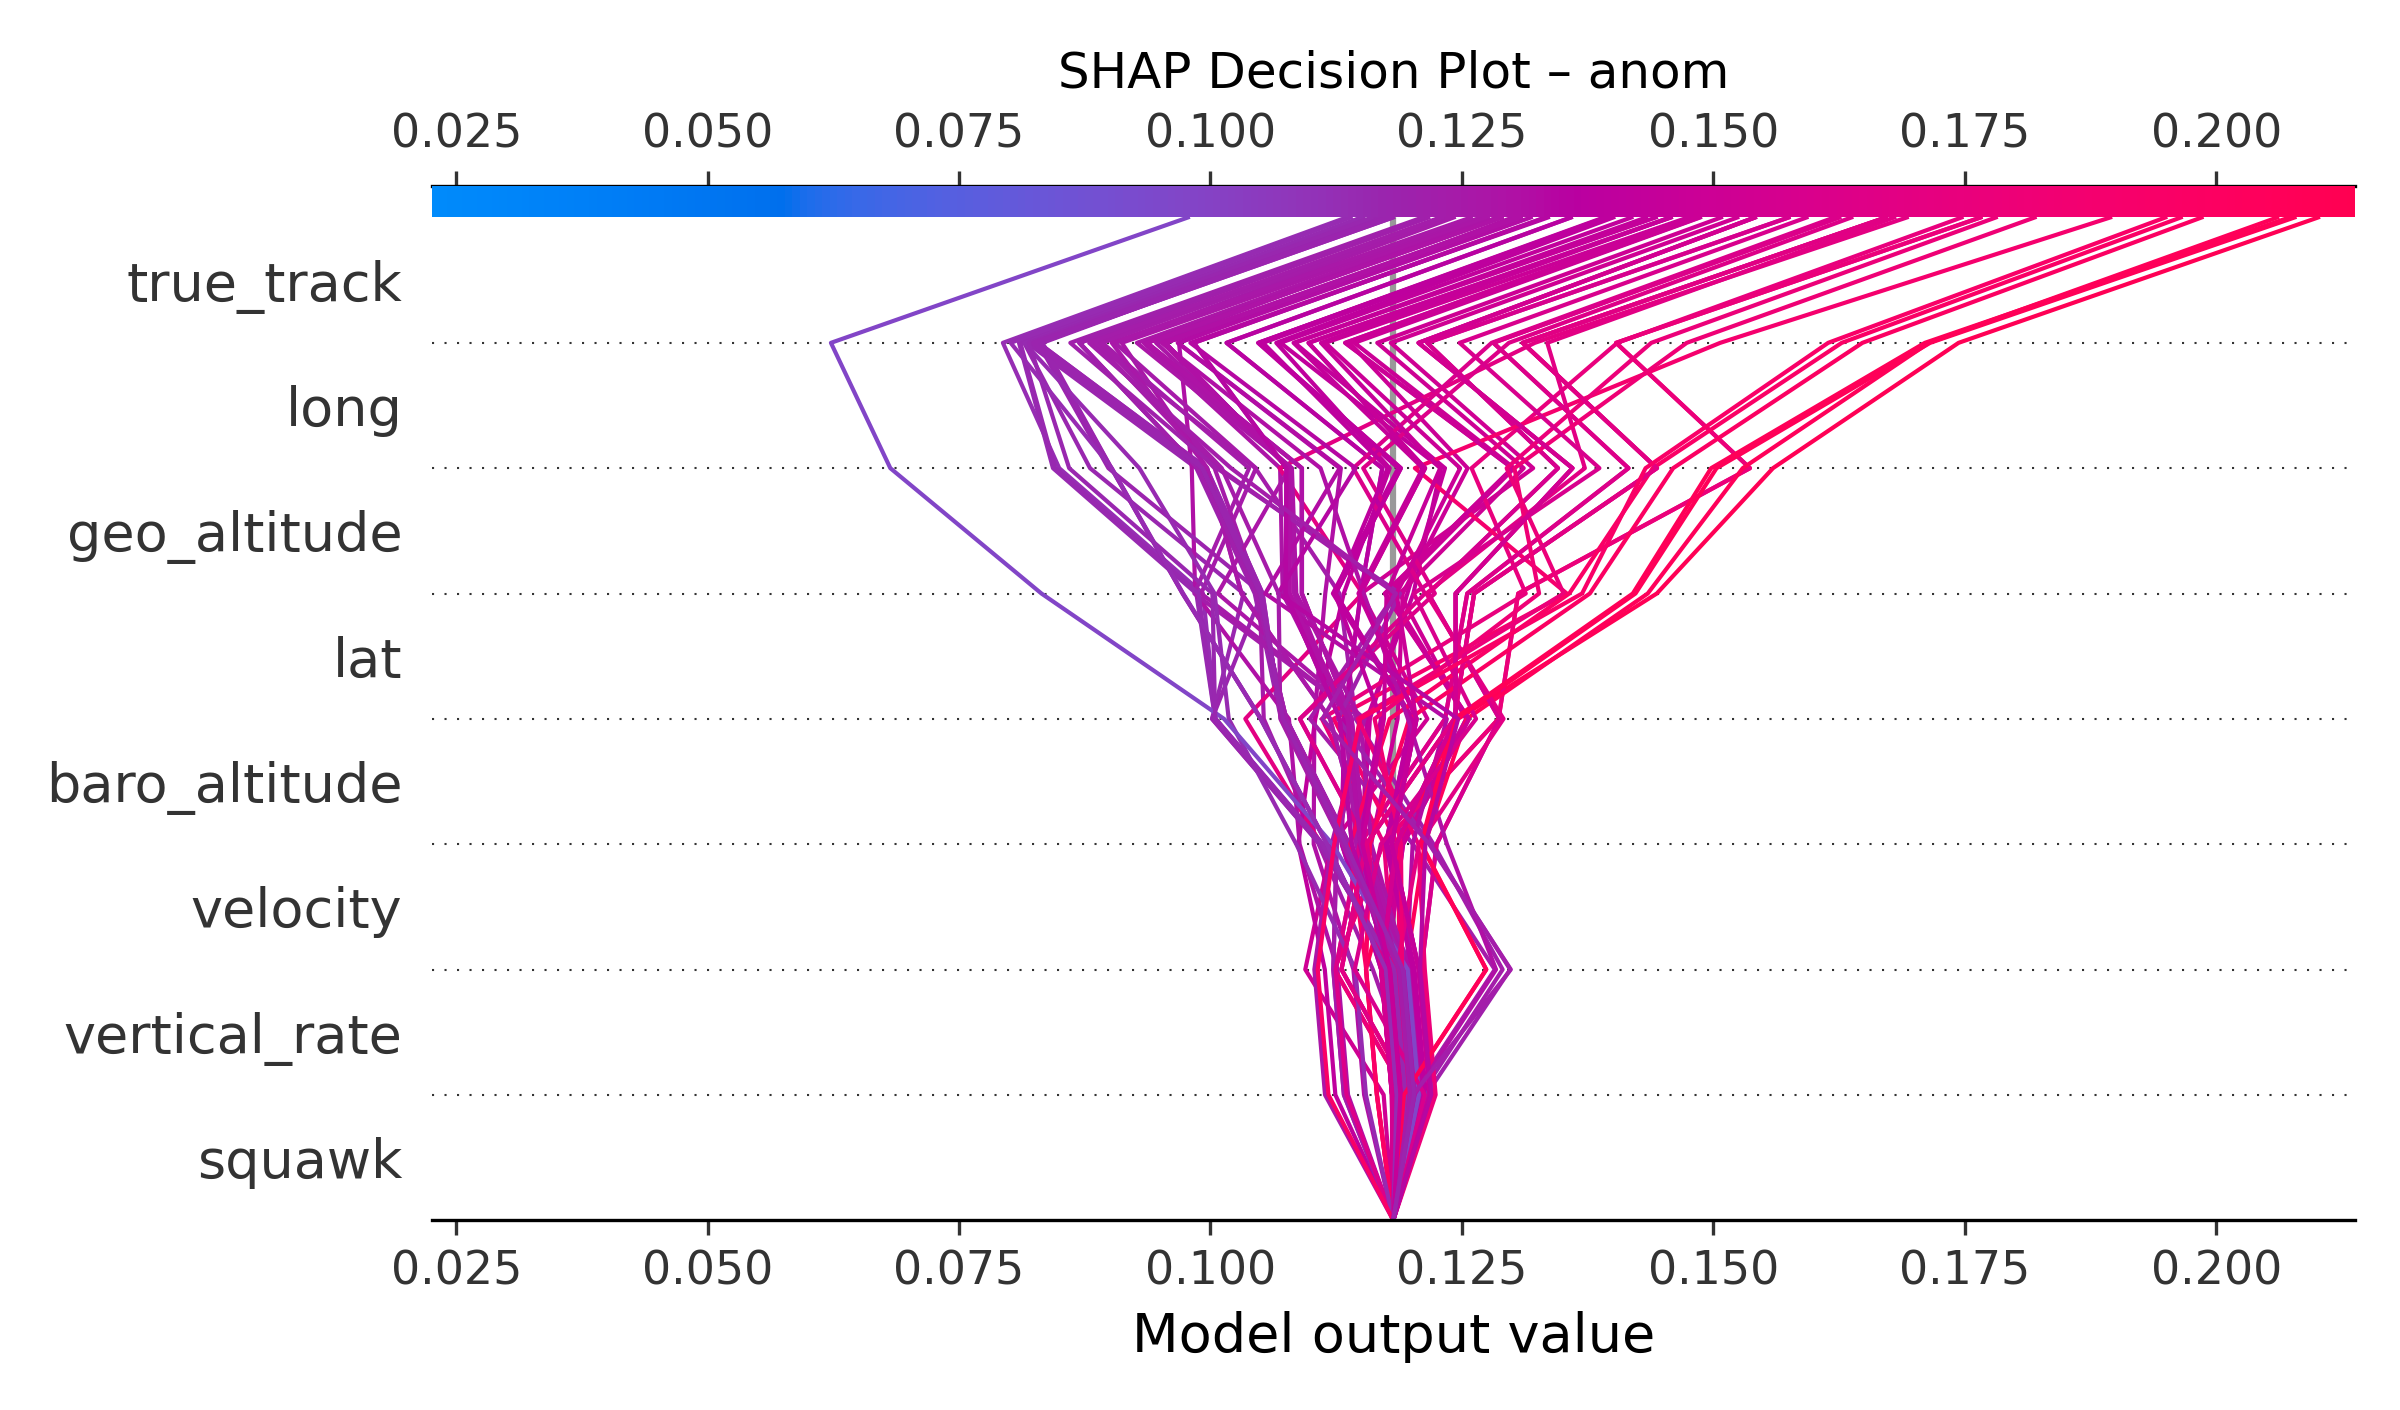 SHAP Decision Plot – anom
0.025 0.050 0.075 0.100 0.125 0.150 0.175 0.200
true_track
long
geo_altitude
lat
baro_altitude
velocity
vertical_rate
squawk
0.025 0.050 0.075 0.100 0.125 0.150 0.175 0.200
Model output value